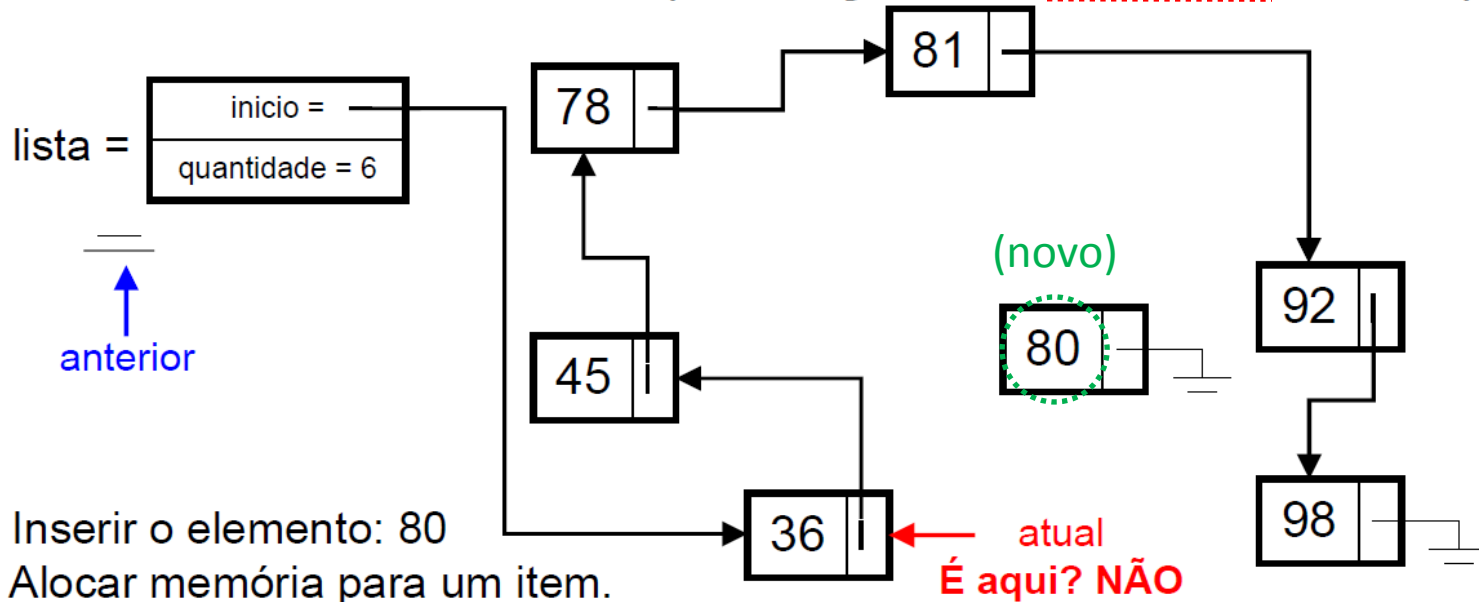 81
inicio =
78
lista =
quantidade = 6
(novo)
92
80
anterior
45
98
36
atual
Inserir o elemento: 80
É aqui? NÃO
Alocar memória para um item.